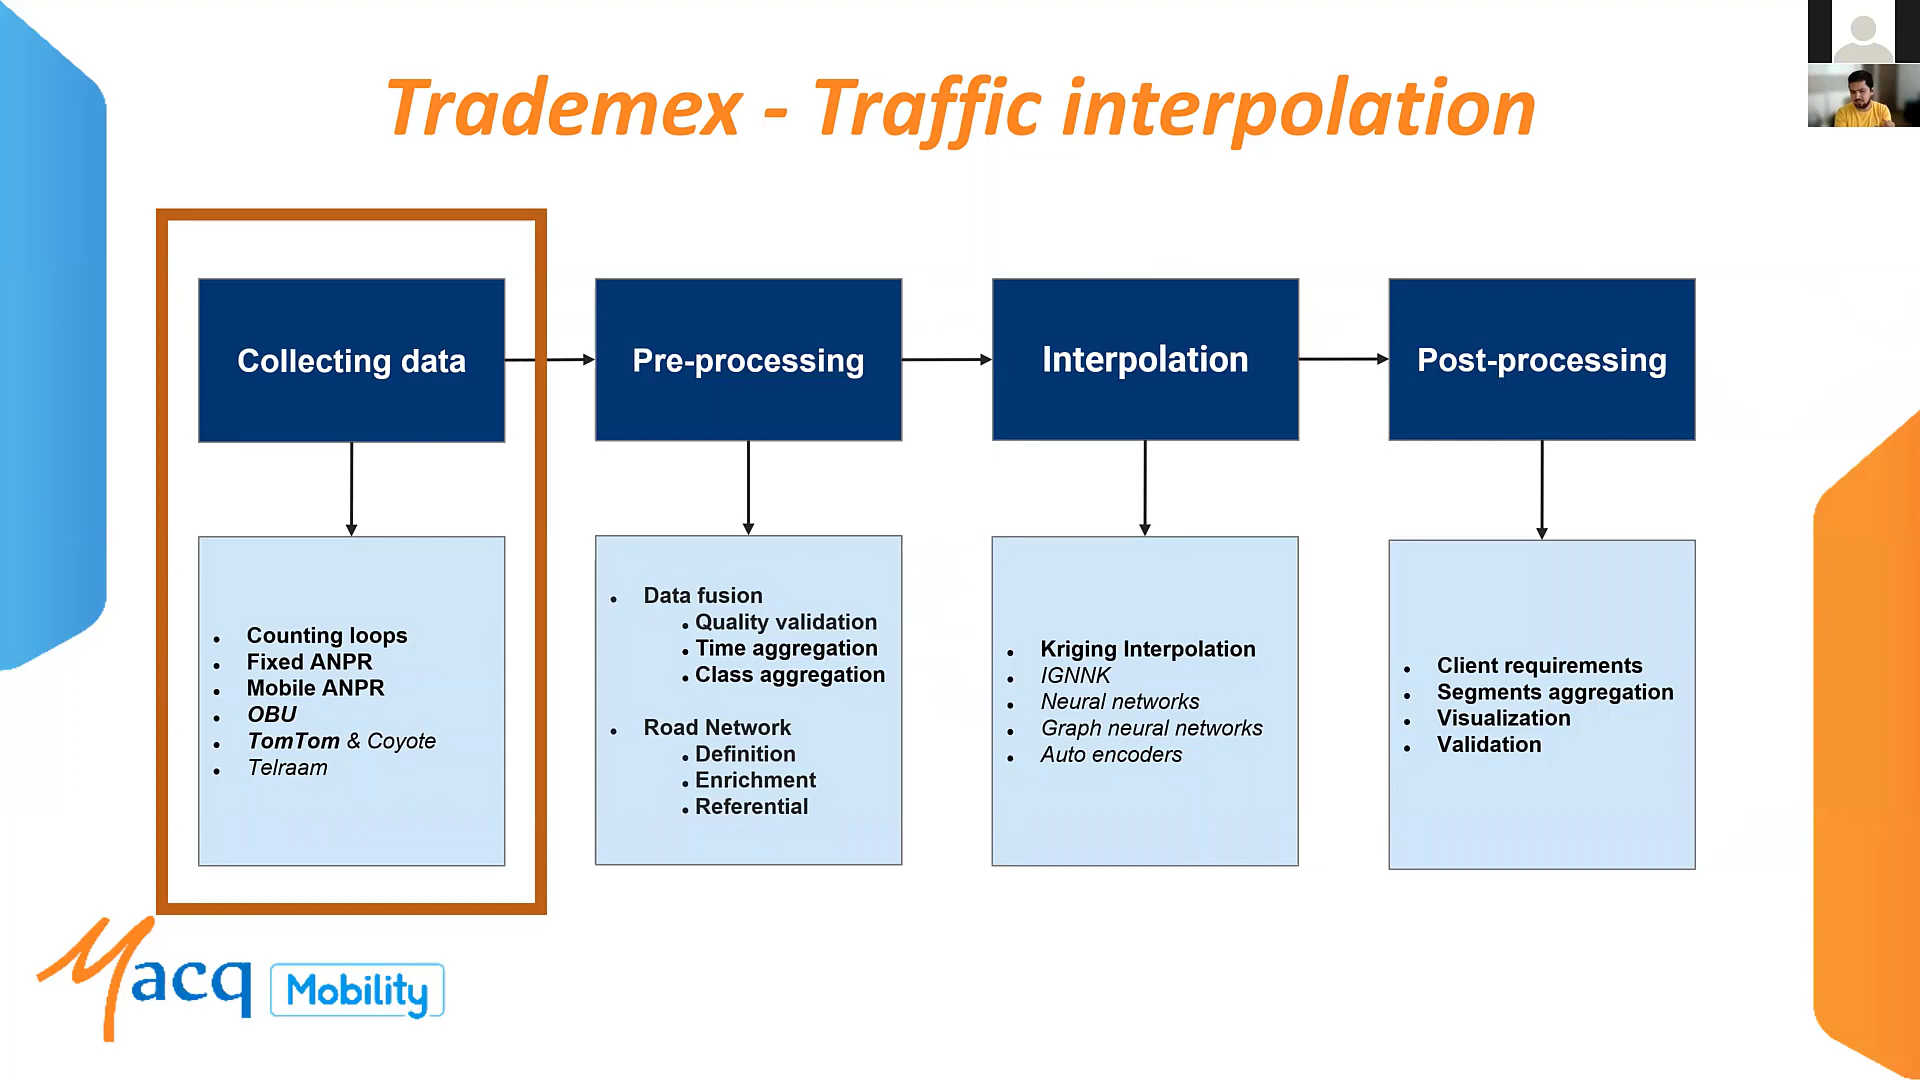 Trademex - Traffic interpolation
Collecting data
Pre-processing
Interpolation
Post-processing
Counting loops
Fixed ANPR
Mobile ANPR
OBU
TomTom & Coyote
Telraam
Data fusion
Quality validation
Time aggregation
Class aggregation
Road Network
Definition
Enrichment
Referential
Kriging Interpolation
IGNNK
Neural networks
Graph neural networks
Auto encoders
Client requirements
Segments aggregation
Visualization
Validation
Macq Mobility